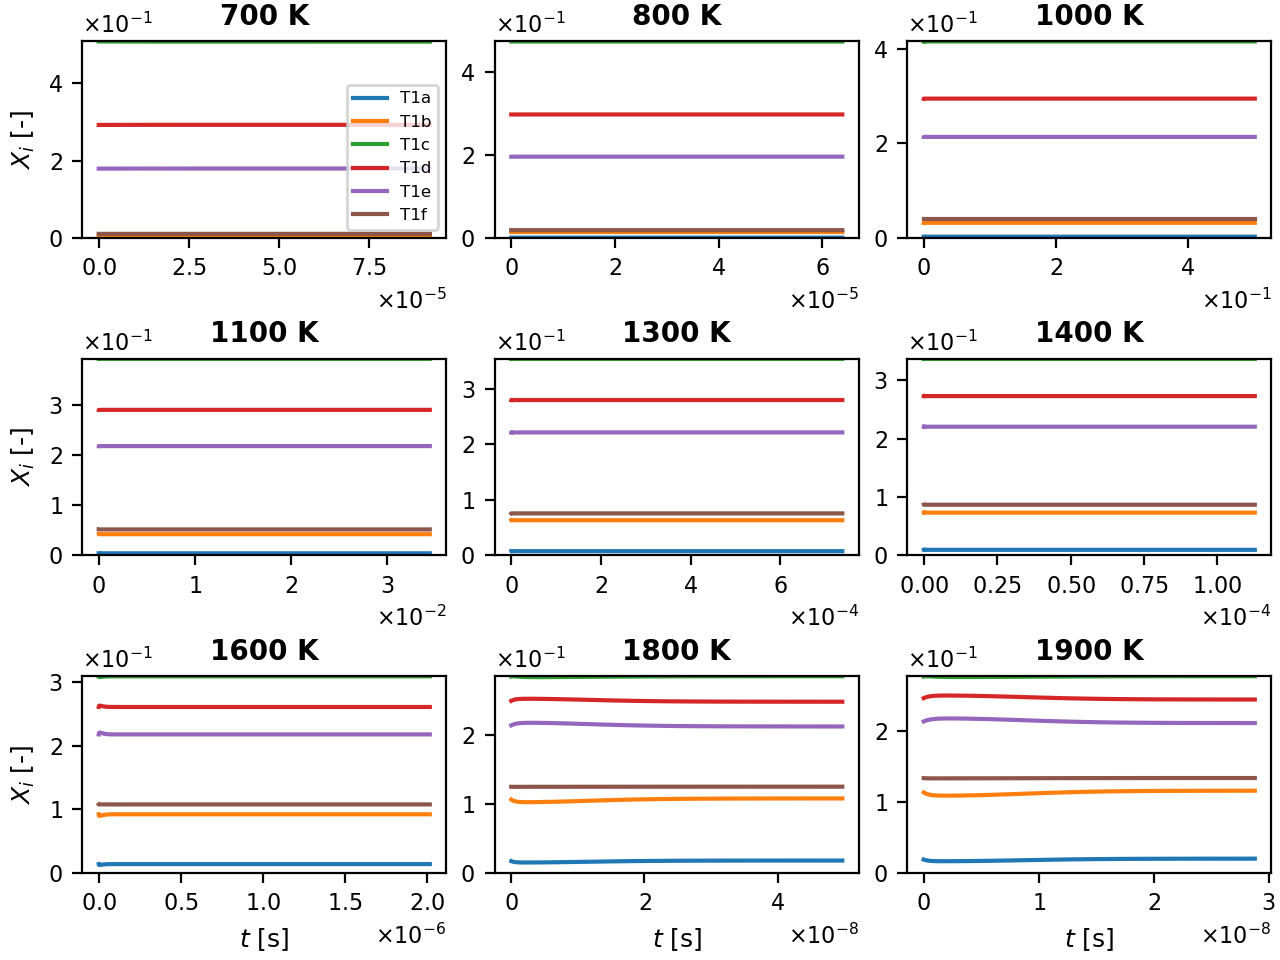 700 K
×10⁻¹
Xᵢ [-]
4
2
0
T1a
T1b
T1c
T1d
T1e
T1f
0.0 2.5 5.0 7.5
×10⁻⁵
800 K
×10⁻¹
4
2
0
0 2 4 6
×10⁻⁵
1000 K
×10⁻¹
4
2
0
0 2 4
×10⁻¹
1100 K
×10⁻¹
Xᵢ [-]
3
2
1
0
0 1 2 3
×10⁻²
1300 K
×10⁻¹
3
2
1
0
0 2 4 6
×10⁻⁴
1400 K
×10⁻¹
3
2
1
0
0.00 0.25 0.50 0.75 1.00
×10⁻⁴
1600 K
×10⁻¹
Xᵢ [-]
3
2
1
0
0.0 0.5 1.0 1.5 2.0
t [s]
×10⁻⁶
1800 K
×10⁻¹
2
1
0
0 2 4
t [s]
×10⁻⁸
1900 K
×10⁻¹
2
1
0
0 1 2 3
t [s]
×10⁻⁸